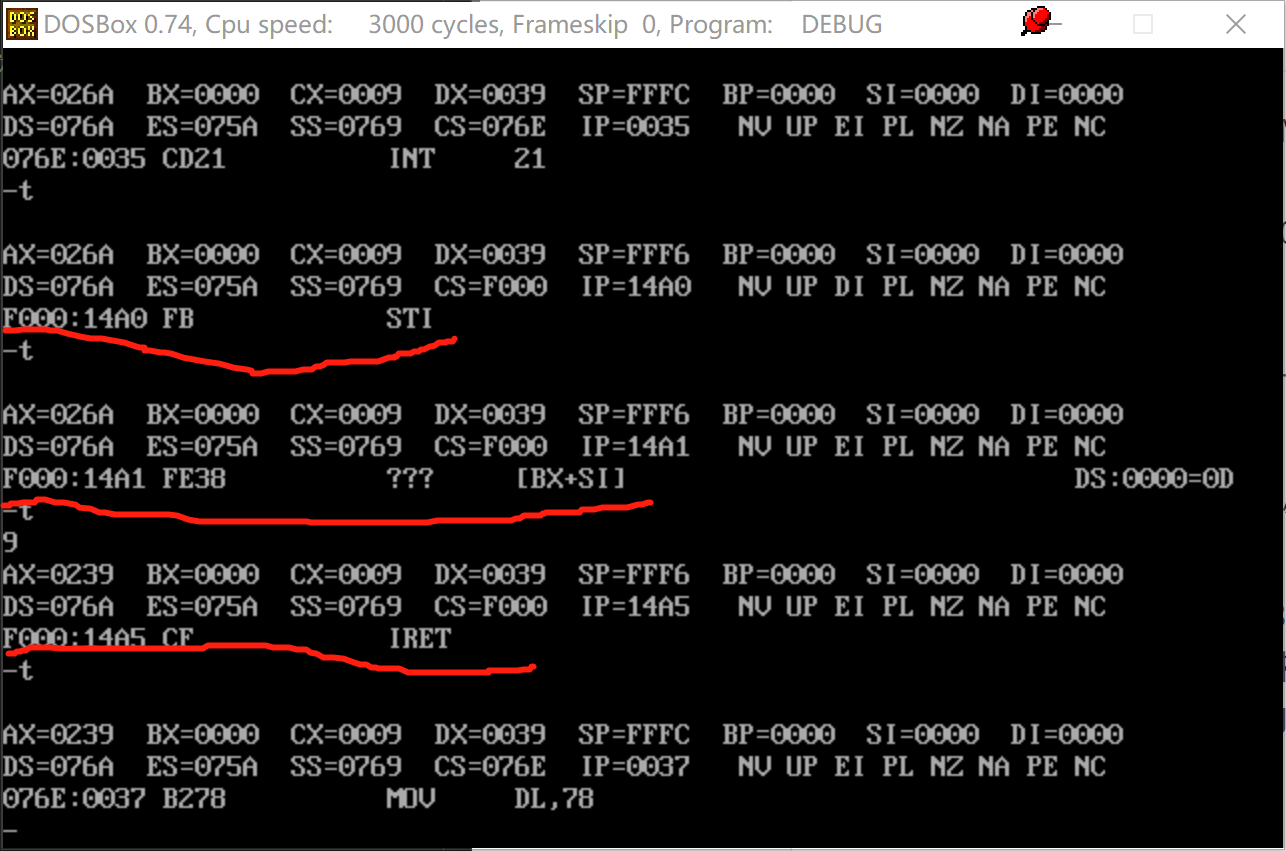 DOS BOX DOSBox 0.74, Cpu speed: 3000 cycles, Frameskip 0, Program: DEBUG
AX=026A BX=0000 CX=0009 DX=0039 SP=FFFC BP=0000 SI=0000 DI=0000
DS=076A ES=075A SS=0769 CS=076E IP=0035 NV UP EI PL NZ NA PE NC
076E:0035 CD21 INT 21
-t
AX=026A BX=0000 CX=0009 DX=0039 SP=FFF6 BP=0000 SI=0000 DI=0000
DS=076A ES=075A SS=0769 CS=F000 IP=14A0 NV UP DI PL NZ NA PE NC
F000:14A0 FB STI
-t
AX=026A BX=0000 CX=0009 DX=0039 SP=FFF6 BP=0000 SI=0000 DI=0000
DS=076A ES=075A SS=0769 CS=F000 IP=14A1 NV UP EI PL NZ NA PE NC
F000:14A1 FE38 ??? [BX+SI] DS:0000=0D
-t
9
AX=0239 BX=0000 CX=0009 DX=0039 SP=FFF6 BP=0000 SI=0000 DI=0000
DS=076A ES=075A SS=0769 CS=F000 IP=14A5 NV UP EI PL NZ NA PE NC
F000:14A5 CF IRET
-t
AX=0239 BX=0000 CX=0009 DX=0039 SP=FFFC BP=0000 SI=0000 DI=0000
DS=076A ES=075A SS=0769 CS=076E IP=0037 NV UP EI PL NZ NA PE NC
076E:0037 B278 MOV DL,78
-